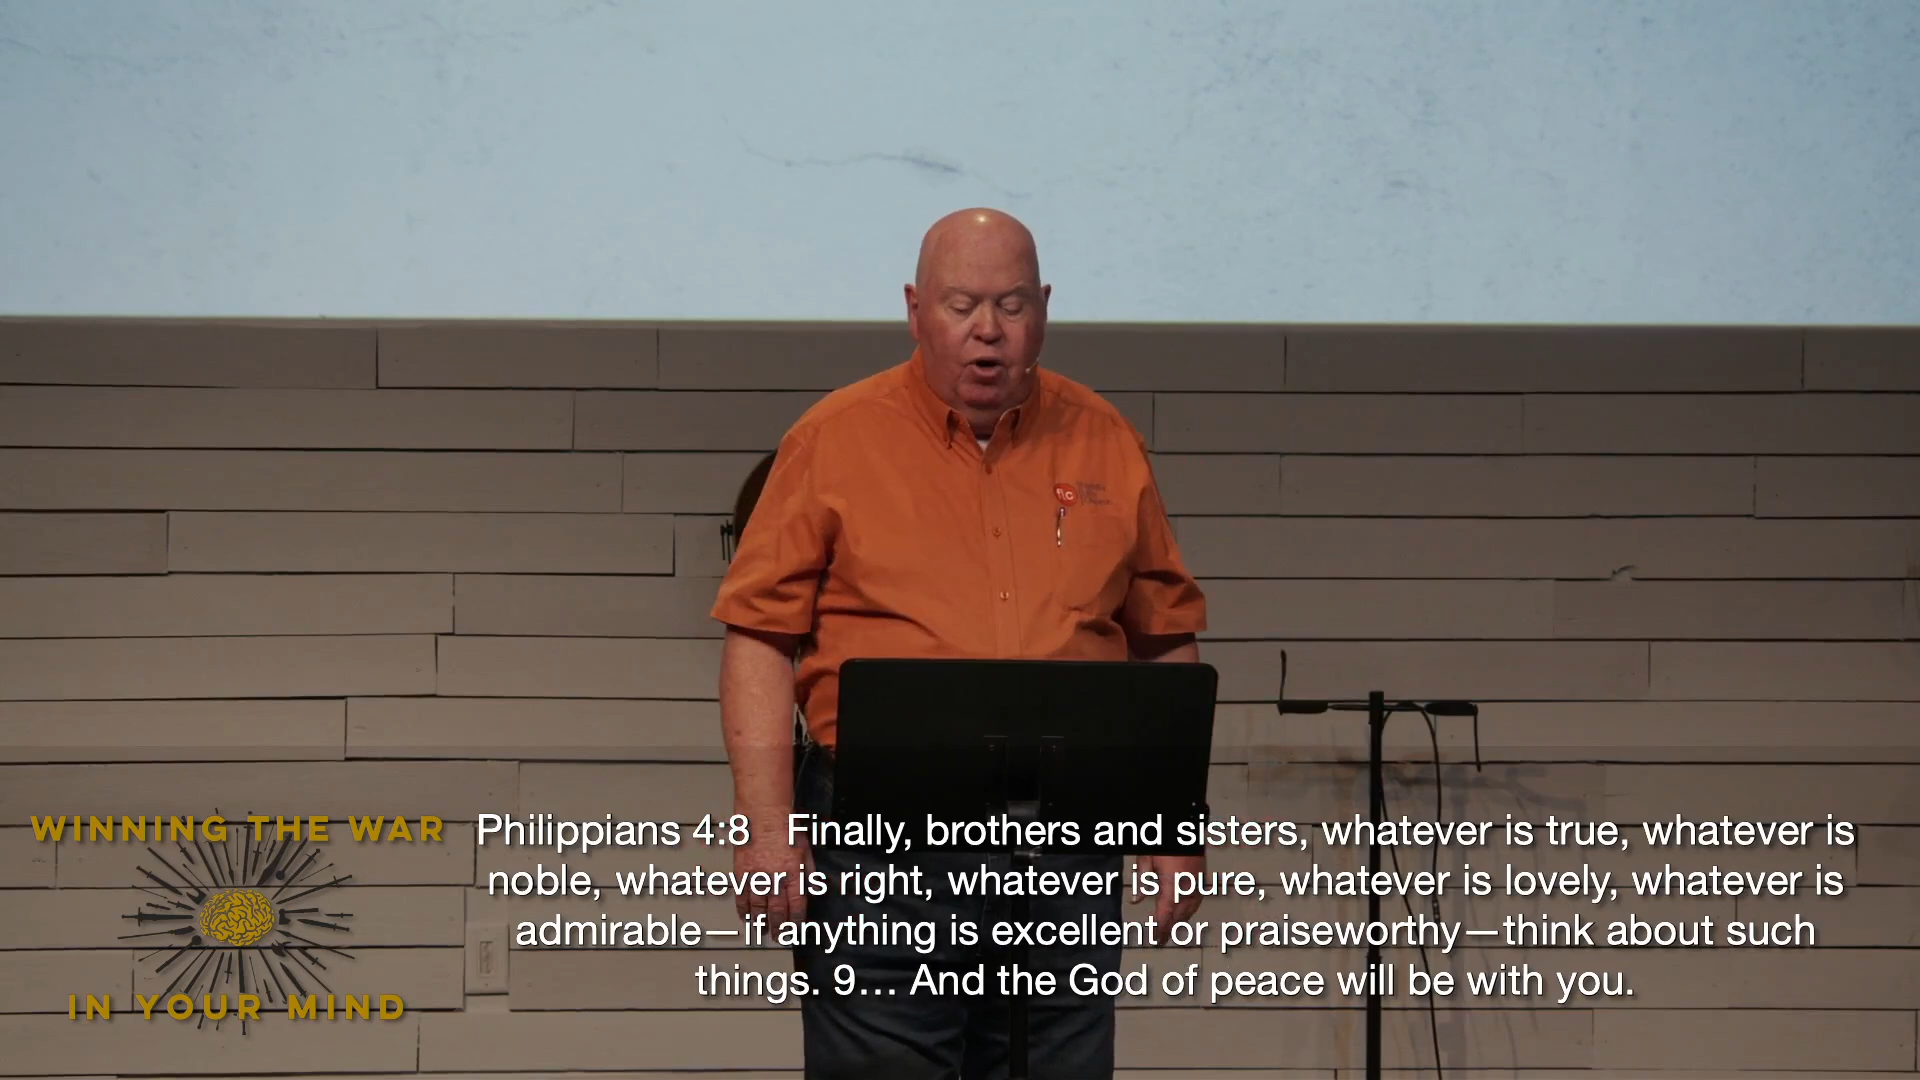 flc
WINNING THE WAR
IN YOUR MIND
Philippians 4:8 Finally, brothers and sisters, whatever is true, whatever is
noble, whatever is right, whatever is pure, whatever is lovely, whatever is
admirable—if anything is excellent or praiseworthy—think about such
things. 9… And the God of peace will be with you.